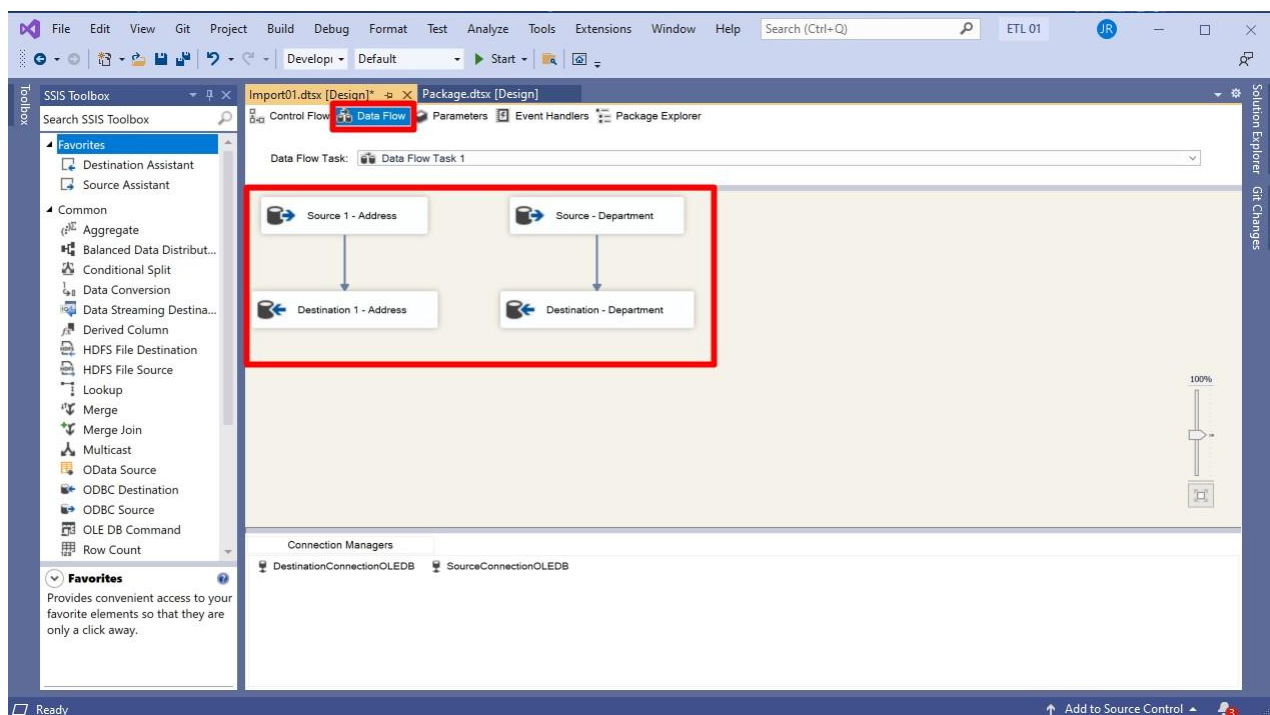 File Edit View Git Project Build Debug Format Test Analyze Tools Extensions Window Help Search (Ctrl+Q) ETL 01 JR
Default Start
Toolbox
SSIS Toolbox
Search SSIS Toolbox
Favorites
Destination Assistant
Source Assistant
Common
Aggregate
Balanced Data Distribut...
Conditional Split
Data Conversion
Data Streaming Destina...
Derived Column
HDFS File Destination
HDFS File Source
Lookup
Merge
Merge Join
Multicast
OData Source
ODBC Destination
ODBC Source
OLE DB Command
Row Count
Favorites
Provides convenient access to your
favorite elements so that they are
only a click away.
Import01.dtsx [Design]* Package.dtsx [Design]
Control Flow Data Flow Parameters Event Handlers Package Explorer
Data Flow Task: Data Flow Task 1
Source 1 - Address Source - Department
Destination 1 - Address Destination - Department
100%
Connection Managers
DestinationConnectionOLEDB SourceConnectionOLEDB
Solution Explorer
Git Changes
Ready Add to Source Control 3